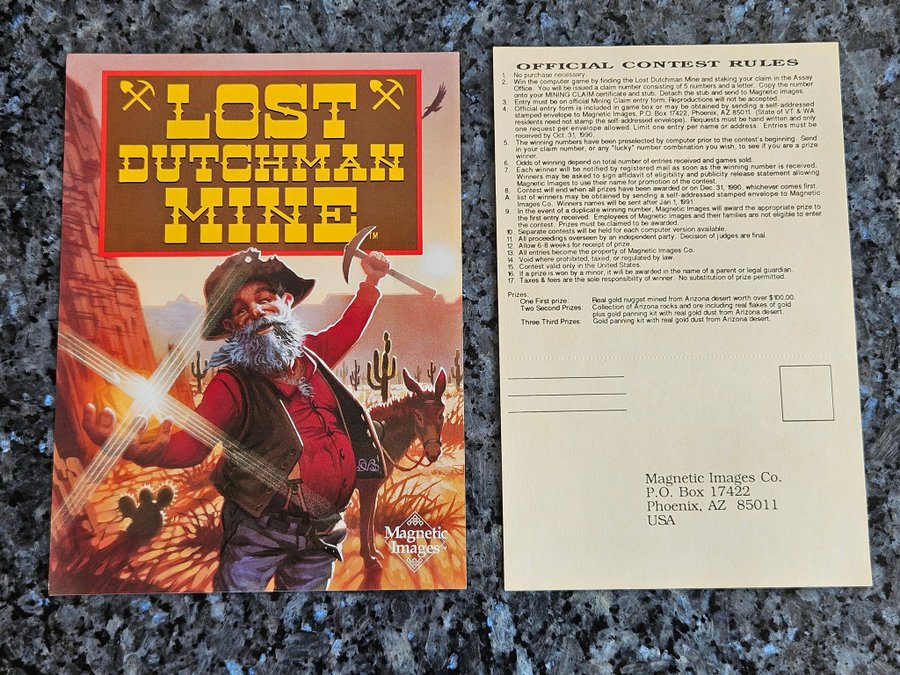 LOST
DUTCHMAN
MINE
TM
Magnetic
Images™
OFFICIAL CONTEST RULES
1. No purchase necessary.
2. Win the computer game by finding the Lost Dutchman Mine and staking your claim in the Assay
Office. You will be issued a claim number consisting of 5 numbers and a letter. Copy the number
onto your MINING CLAIM certificate and stub. Detach the stub and send to Magnetic Images.
3. Entry must be on official Mining Claim entry form. Reproductions will not be accepted.
4. Official entry form is included in game box or may be obtained by sending a self-addressed
stamped envelope to Magnetic Images, P.O. Box 17422, Phoenix, AZ 85011. (State of VT & WA
residents need not stamp the self-addressed envelope). Requests must be hand written and only
one request per envelope allowed. Limit one entry per name or address. Entries must be
received by Oct. 31, 1990.
5. The winning numbers have been preselected by computer prior to the contest's beginning. Send
in your claim number, or any "lucky" number combination you wish, to see if you are a prize
winner.
6. Odds of winning depend on total number of entries received and games sold.
7. Each winner will be notified by registered mail as soon as the winning number is received.
Winners may be asked to sign affidavit of eligibility and publicity release statement allowing
Magnetic Images to use their name for promotion of the contest.
8. Contest will end when all prizes have been awarded or on Dec. 31, 1990, whichever comes first.
A list of winners may be obtained by sending a self-addressed stamped envelope to Magnetic
Images Co. Winners names will be sent after Jan 1, 1991.
9. In the event of a duplicate winning number, Magnetic Images will award the appropriate prize to
the first entry received. Employees of Magnetic Images and their families are not eligible to enter
the contest. Prizes must be claimed to be awarded.
10. Separate contests will be held for each computer version available.
11. All proceedings overseen by an independent party. Decision of judges are final.
12. Allow 6-8 weeks for receipt of prize.
13. All entries become the property of Magnetic Images Co.
14. Void where prohibited, taxed, or regulated by law.
15. Contest valid only in the United States.
16. If a prize is won by a minor, it will be awarded in the name of a parent or legal guardian.
17. Taxes & fees are the sole responsibility of winner. No substitution of prize permitted.
Prizes:
One First prize: Real gold nugget mined from Arizona desert worth over $100.00.
Two Second Prizes: Collection of Arizona rocks and ore including real flakes of gold
plus gold panning kit with real gold dust from Arizona desert.
Three Third Prizes: Gold panning kit with real gold dust from Arizona desert.
Magnetic Images Co.
P.O. Box 17422
Phoenix, AZ 85011
USA